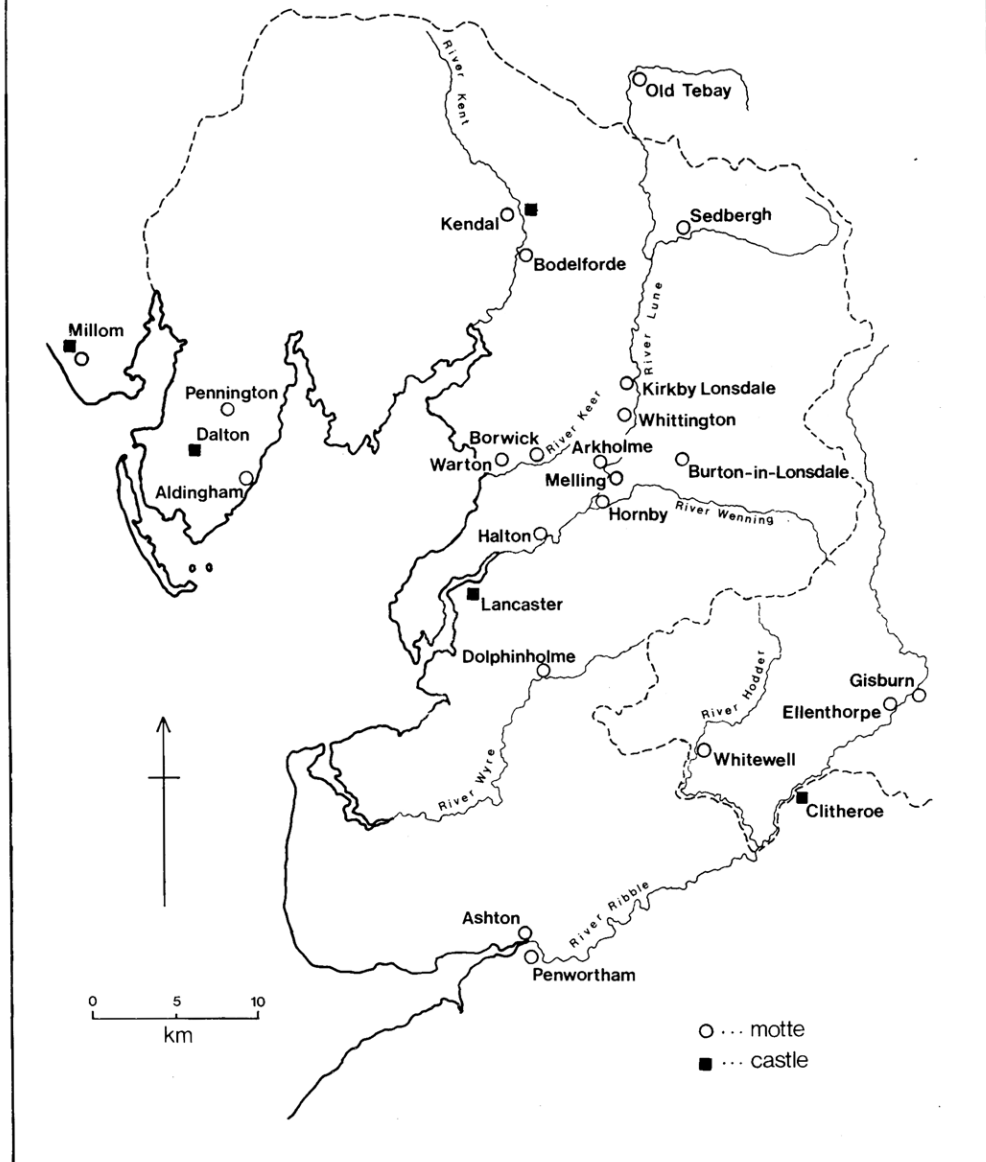 River Kent
Old Tebay
Kendal
Sedbergh
Bodelforde
River Lune
Millom
Pennington
Dalton
Aldingham
Kirkby Lonsdale
Whittington
Borwick
River Keer
Arkholme
Warton
Melling
Burton-in-Lonsdale
Hornby
River Wenning
Halton
Lancaster
Dolphinholme
River Hodder
Gisburn
Ellenthorpe
River Wyre
Whitewell
Clitheroe
River Ribble
Ashton
Penwortham
0 5 10
km
... motte
... castle